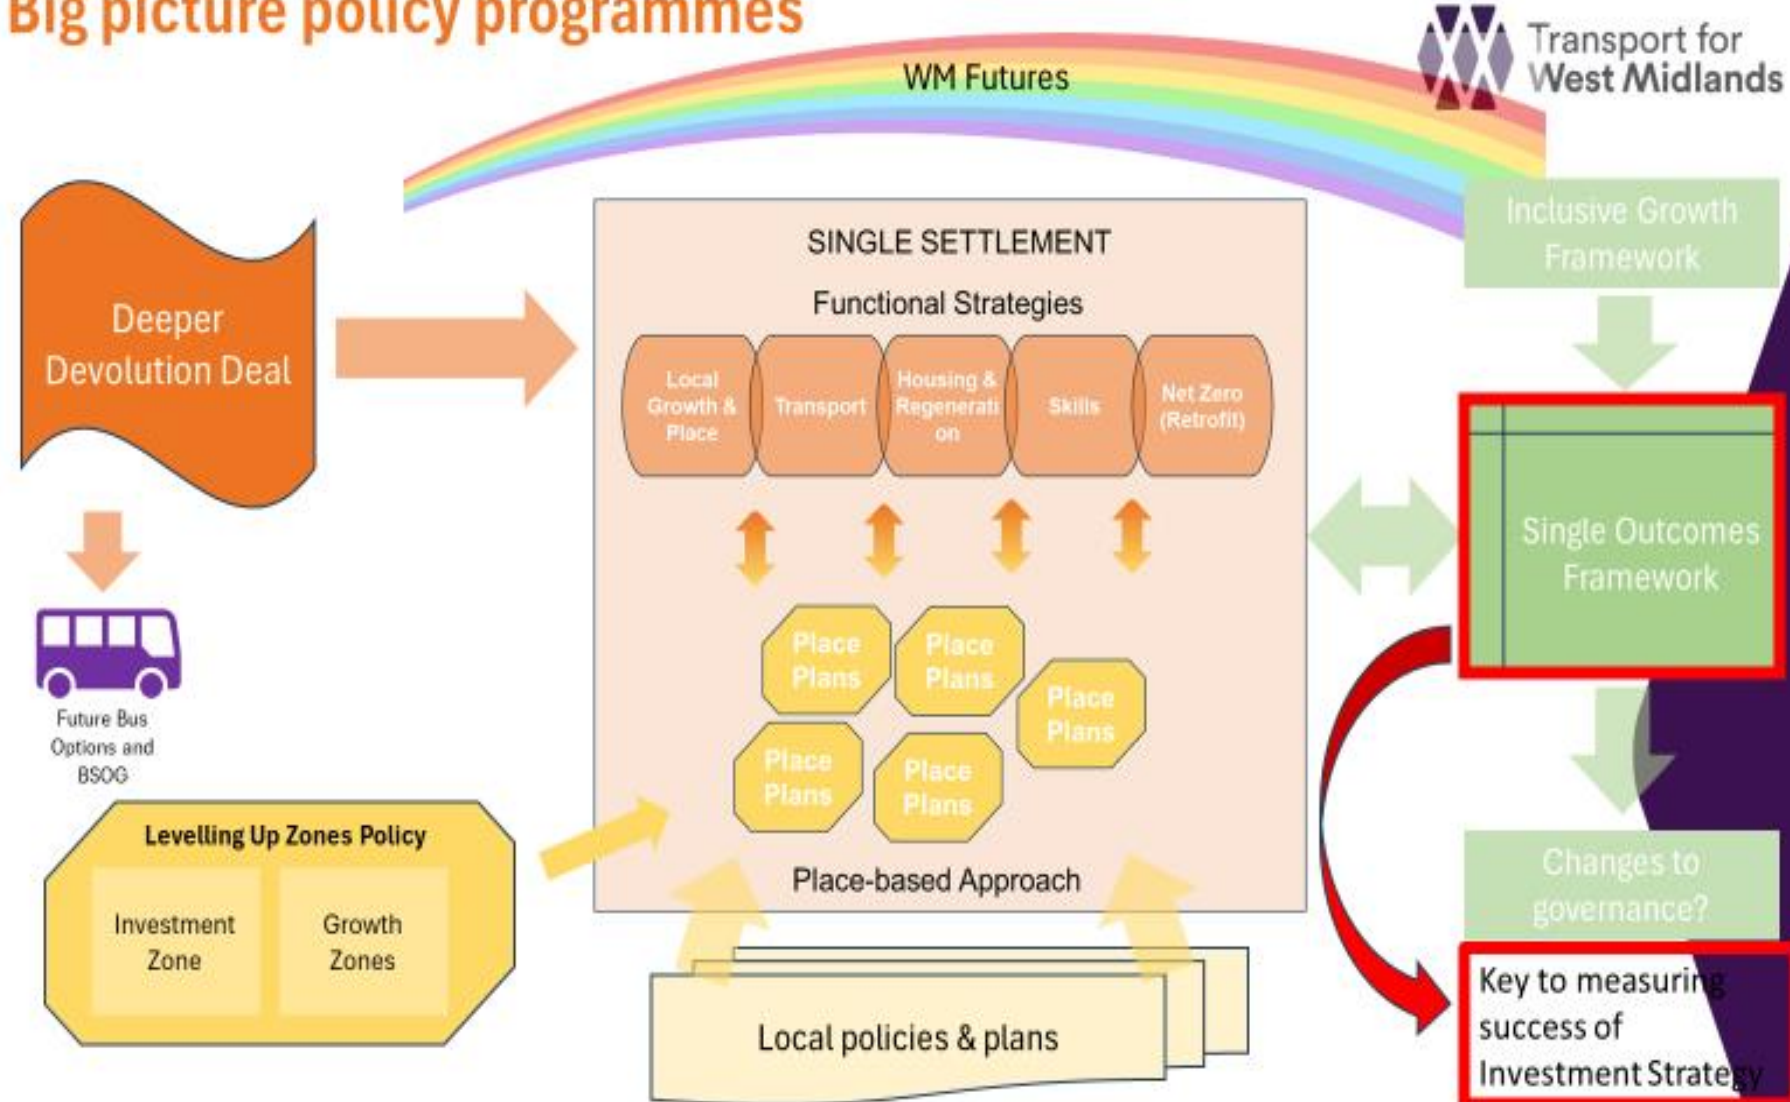 Big picture policy programmes
Transport for
West Midlands
WM Futures
Deeper
Devolution Deal
Future Bus
Options and
BSOG
Levelling Up Zones Policy
Investment
Zone
Growth
Zones
SINGLE SETTLEMENT
Functional Strategies
Local
Growth &
Place
Transport
Housing &
Regenerati
on
Skills
Net Zero
(Retrofit)
Place
Plans
Place
Plans
Place
Plans
Place
Plans
Place
Plans
Place-based Approach
Local policies & plans
Inclusive Growth
Framework
Single Outcomes
Framework
Changes to
governance?
Key to measuring
success of
Investment Strategy